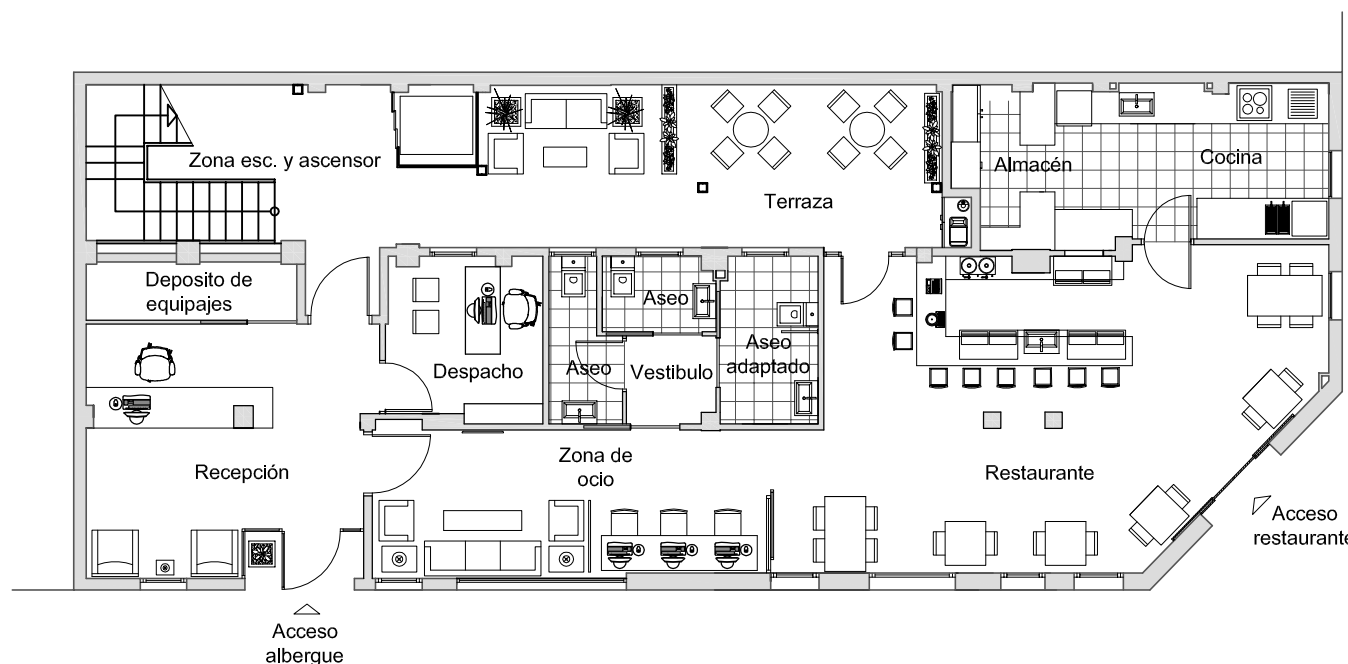 Zona esc. y ascensor
Terraza
Almacén
Cocina
Deposito de
equipajes
Despacho
Aseo
Aseo
Vestibulo
Aseo
adaptado
Recepción
Zona de
ocio
Restaurante
Acceso
restaurante
Acceso
albergue